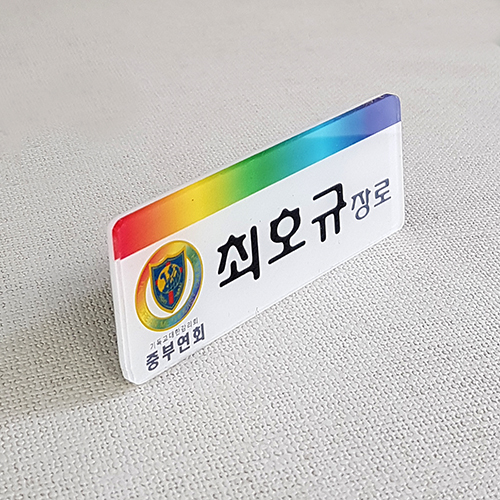 최호규 장로
기독교대한감리회
중부연회